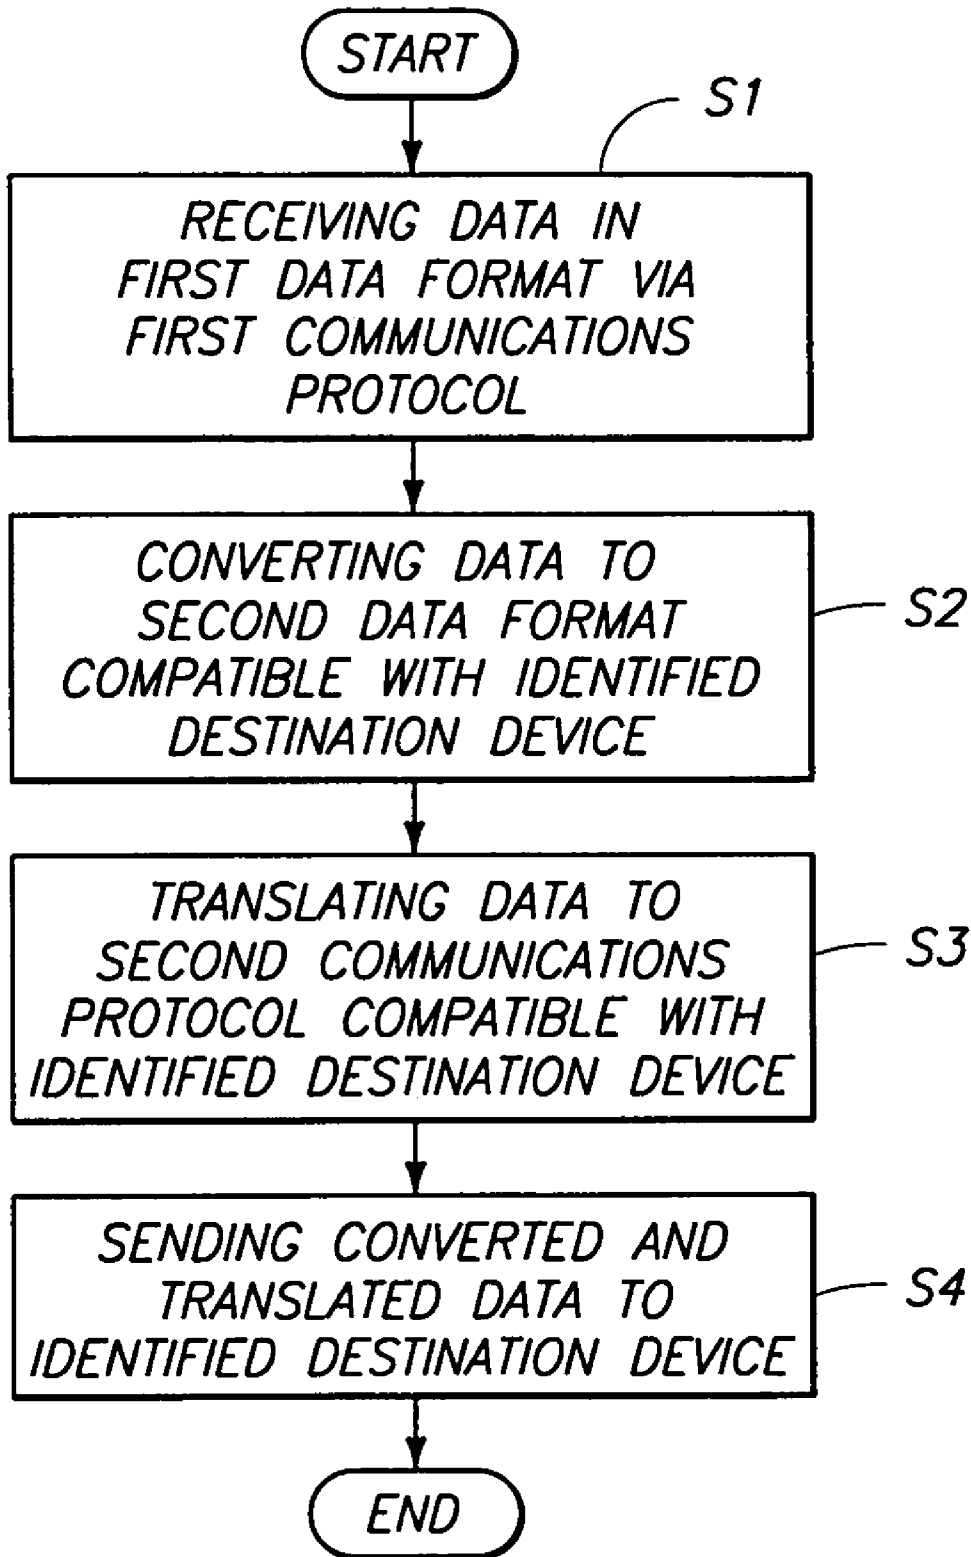 START
S1
RECEIVING DATA IN
FIRST DATA FORMAT VIA
FIRST COMMUNICATIONS
PROTOCOL
CONVERTING DATA TO
SECOND DATA FORMAT
COMPATIBLE WITH IDENTIFIED
DESTINATION DEVICE
S2
TRANSLATING DATA TO
SECOND COMMUNICATIONS
PROTOCOL COMPATIBLE WITH
IDENTIFIED DESTINATION DEVICE
S3
SENDING CONVERTED AND
TRANSLATED DATA TO
IDENTIFIED DESTINATION DEVICE
S4
END